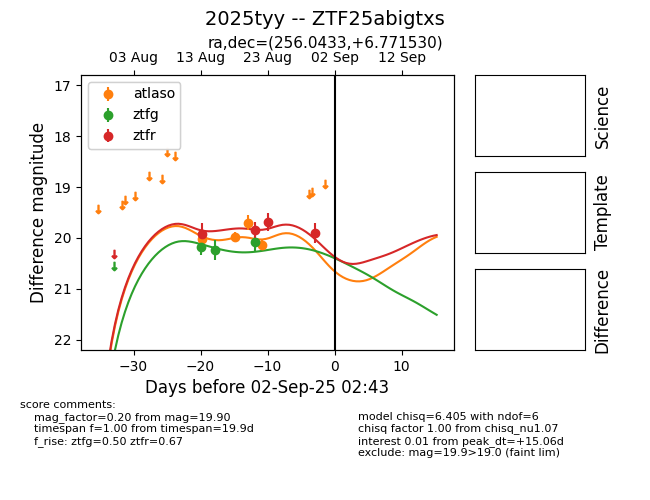 2025tyy -- ZTF25abigtxs
ra,dec=(256.0433,+6.771530)
03 Aug 13 Aug 23 Aug 02 Sep 12 Sep
atlaso
ztfg
ztfr
17
18
19
20
21
22
Difference magnitude
−30 −20 −10 0 10
Days before 02-Sep-25 02:43
Science
Template
Difference
score comments:
mag_factor=0.20 from mag=19.90
timespan f=1.00 from timespan=19.9d
f_rise: ztfg=0.50 ztfr=0.67
model chisq=6.405 with ndof=6
chisq factor 1.00 from chisq_nu1.07
interest 0.01 from peak_dt=+15.06d
exclude: mag=19.9>19.0 (faint lim)